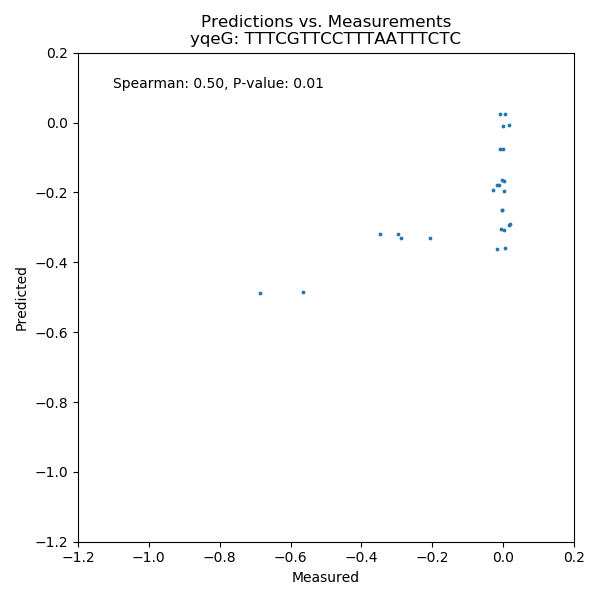 Predictions vs. Measurements
yqeG: TTTCGTTCCTTTAATTTCTC
Spearman: 0.50, P-value: 0.01
0.2
0.0
−0.2
−0.4
−0.6
−0.8
−1.0
−1.2
Predicted
−1.2 −1.0 −0.8 −0.6 −0.4 −0.2 0.0 0.2
Measured